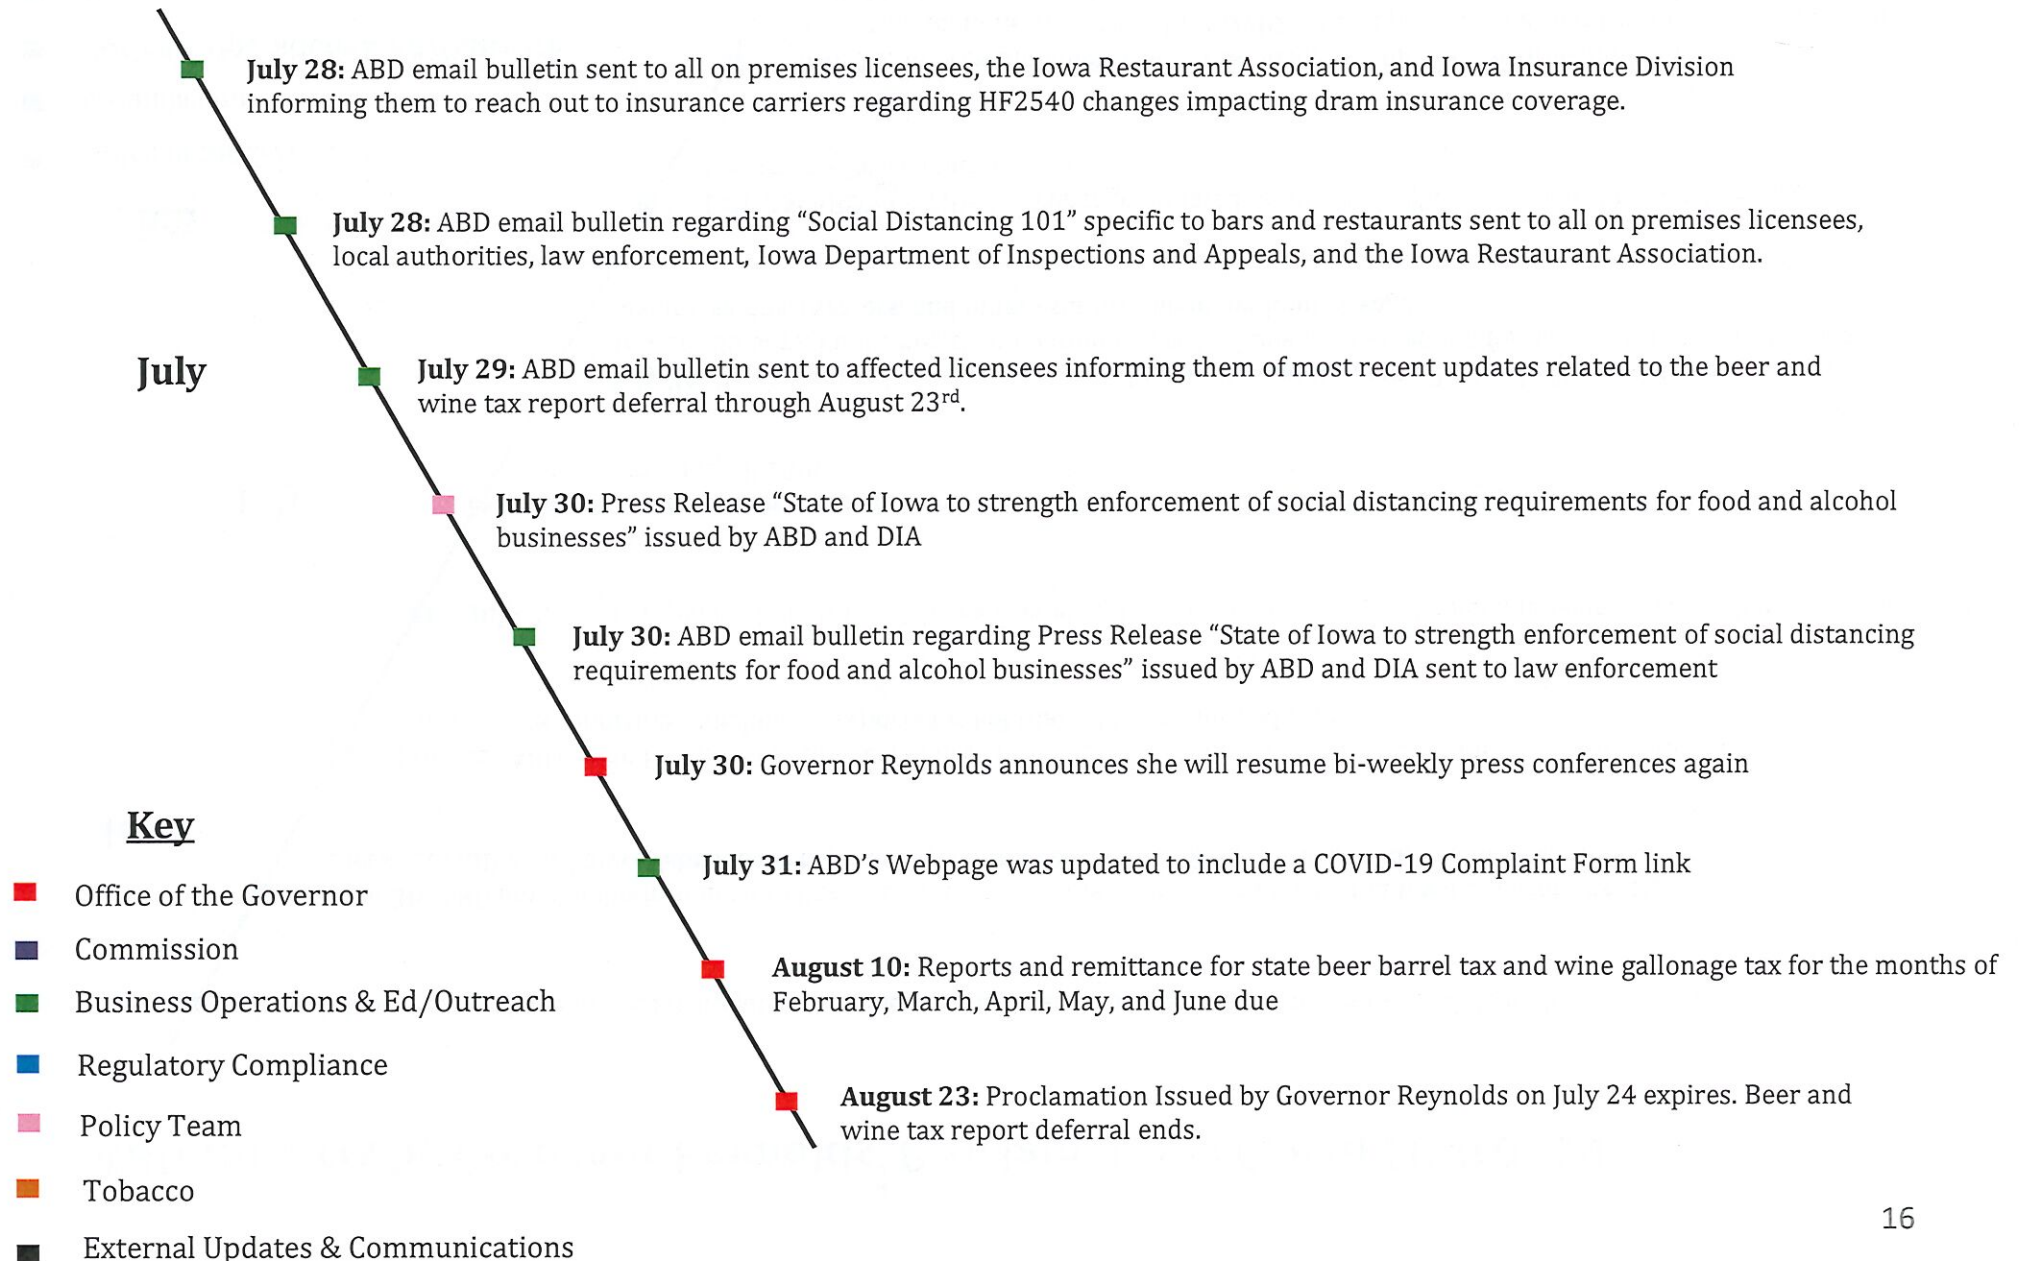 July 28: ABD email bulletin sent to all on premises licensees, the Iowa Restaurant Association, and Iowa Insurance Division
informing them to reach out to insurance carriers regarding HF2540 changes impacting dram insurance coverage.
July 28: ABD email bulletin regarding “Social Distancing 101” specific to bars and restaurants sent to all on premises licensees,
local authorities, law enforcement, Iowa Department of Inspections and Appeals, and the Iowa Restaurant Association.
July
July 29: ABD email bulletin sent to affected licensees informing them of most recent updates related to the beer and
wine tax report deferral through August 23rd.
July 30: Press Release “State of Iowa to strength enforcement of social distancing requirements for food and alcohol
businesses” issued by ABD and DIA
July 30: ABD email bulletin regarding Press Release “State of Iowa to strength enforcement of social distancing
requirements for food and alcohol businesses” issued by ABD and DIA sent to law enforcement
July 30: Governor Reynolds announces she will resume bi-weekly press conferences again
July 31: ABD’s Webpage was updated to include a COVID-19 Complaint Form link
August 10: Reports and remittance for state beer barrel tax and wine gallonage tax for the months of
February, March, April, May, and June due
August 23: Proclamation Issued by Governor Reynolds on July 24 expires. Beer and
wine tax report deferral ends.
Key
Office of the Governor
Commission
Business Operations & Ed/Outreach
Regulatory Compliance
Policy Team
Tobacco
External Updates & Communications
16